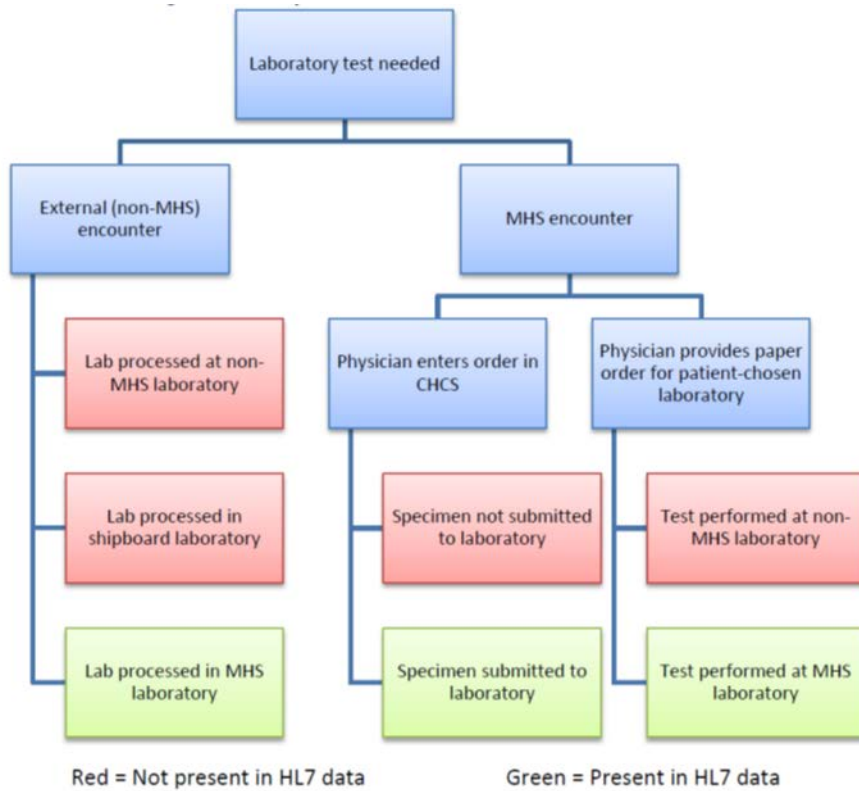 Laboratory test needed
External (non-MHS)
encounter
MHS encounter
Lab processed at non-
MHS laboratory
Physician enters order in
CHCS
Physician provides paper
order for patient-chosen
laboratory
Lab processed in
shipboard laboratory
Specimen not submitted
to laboratory
Test performed at non-
MHS laboratory
Lab processed in MHS
laboratory
Specimen submitted to
laboratory
Test performed at MHS
laboratory
Red = Not present in HL7 data
Green = Present in HL7 data